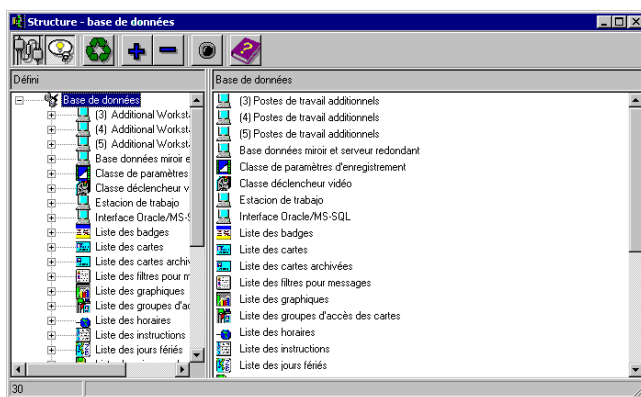 Structure - base de données
Défini
Base de données
Base de données
(3) Additional Workst
(4) Additional Workst
(5) Additional Workst
Base données miroir e
Classe de paramètres
Classe déclencheur v
Estacion de trabajo
Interface Oracle/MS-S
Liste des badges
Liste des cartes
Liste des cartes archiv
Liste des filtres pour m
Liste des graphiques
Liste des groupes d'ac
Liste des horaires
Liste des instructions
Liste des jours fériés
(3) Postes de travail additionnels
(4) Postes de travail additionnels
(5) Postes de travail additionnels
Base données miroir et serveur redondant
Classe de paramètres d'enregistrement
Classe déclencheur vidéo
Estacion de trabajo
Interface Oracle/MS-SQL
Liste des badges
Liste des cartes
Liste des cartes archivées
Liste des filtres pour messages
Liste des graphiques
Liste des groupes d'accès des cartes
Liste des horaires
Liste des instructions
Liste des jours fériés
30